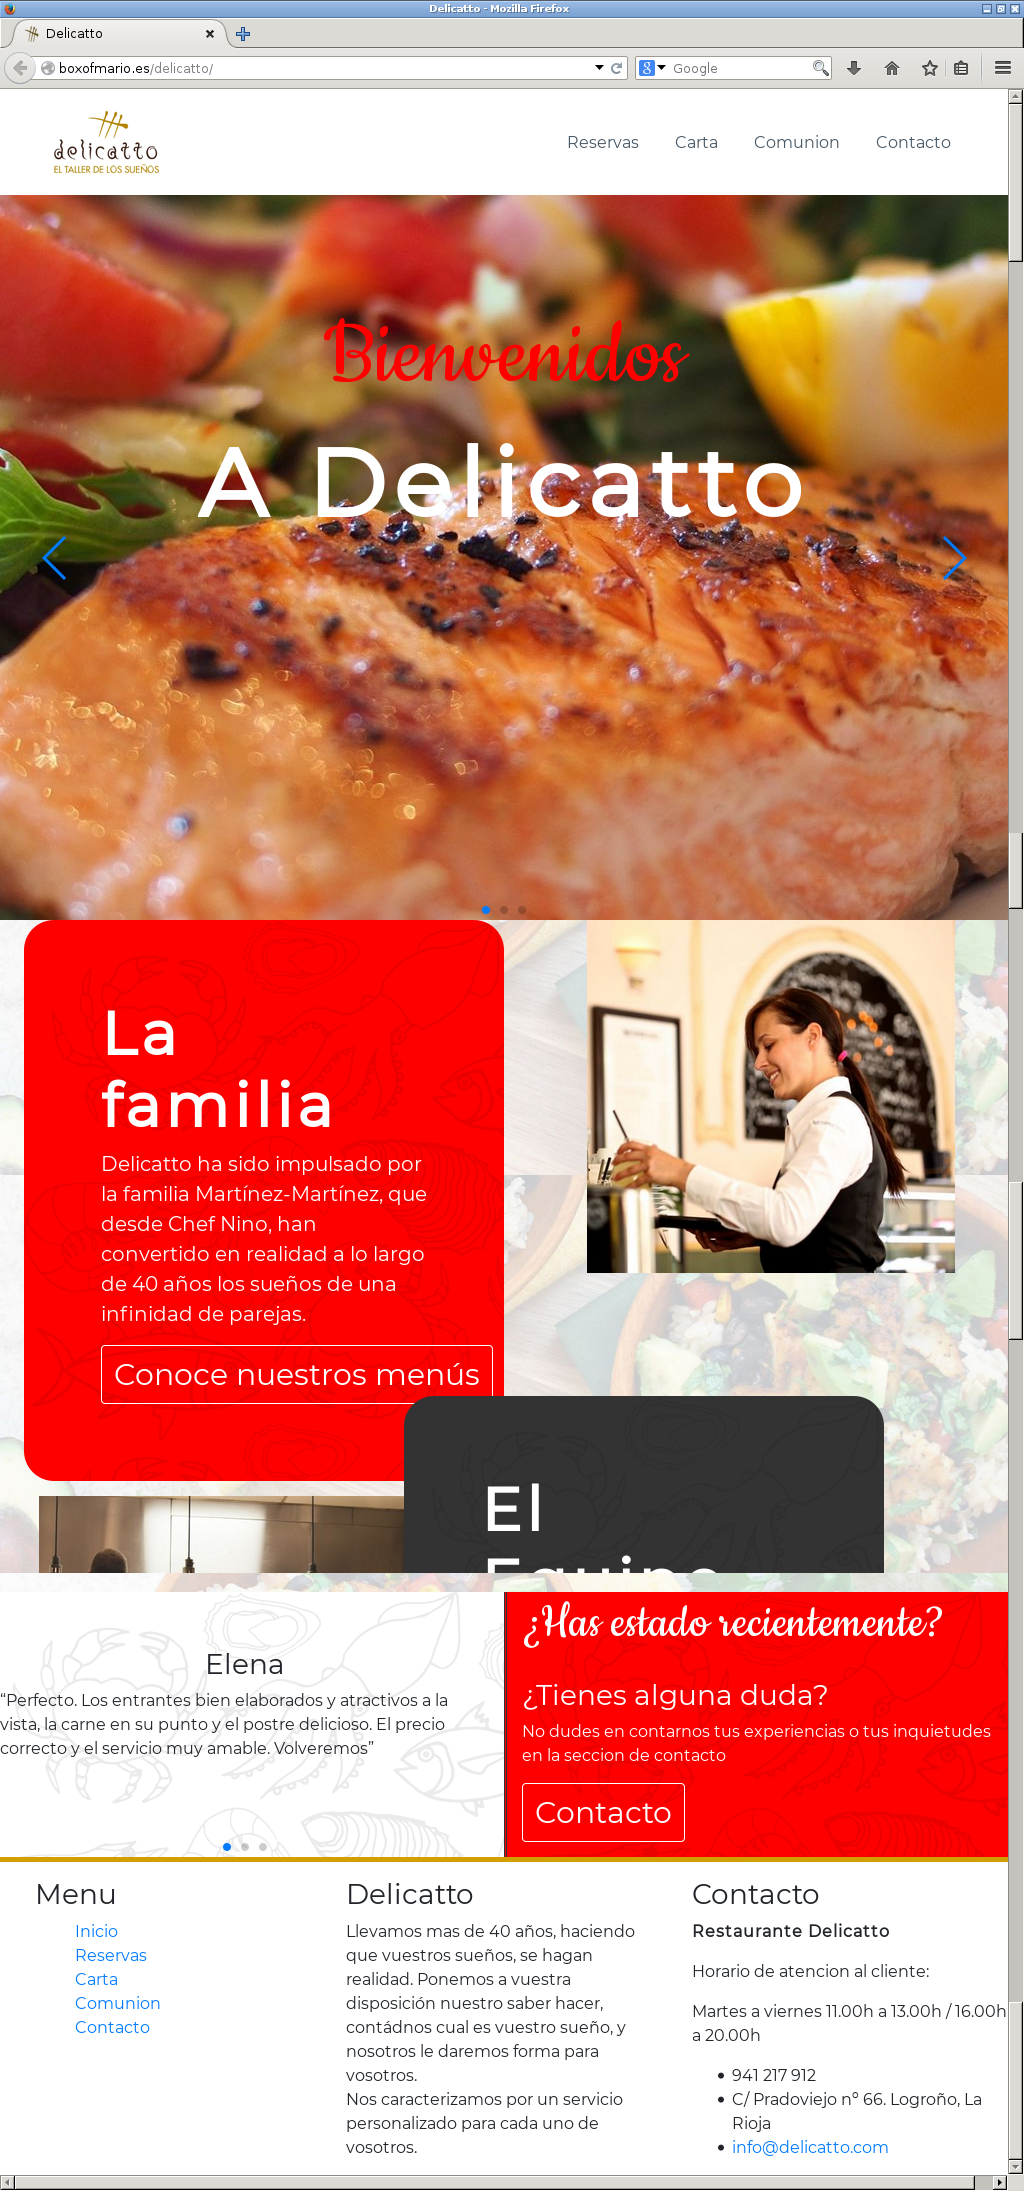 Delicatto - Mozilla Firefox
Delicatto
boxofmario.es/delicatto/
Google
delicatto
EL TALLER DE LOS SUEÑOS
Reservas Carta Comunion Contacto
Bienvenidos
A Delicatto
La
familia
Delicatto ha sido impulsado por
la familia Martínez-Martínez, que
desde Chef Nino, han
convertido en realidad a lo largo
de 40 años los sueños de una
infinidad de parejas.
Conoce nuestros menús
El
Equipo
Elena
“Perfecto. Los entrantes bien elaborados y atractivos a la
vista, la carne en su punto y el postre delicioso. El precio
correcto y el servicio muy amable. Volveremos”
¿Has estado recientemente?
¿Tienes alguna duda?
No dudes en contarnos tus experiencias o tus inquietudes
en la seccion de contacto
Contacto
Menu
Inicio
Reservas
Carta
Comunion
Contacto
Delicatto
Llevamos mas de 40 años, haciendo
que vuestros sueños, se hagan
realidad. Ponemos a vuestra
disposición nuestro saber hacer,
contádnos cual es vuestro sueño, y
nosotros le daremos forma para
vosotros.
Nos caracterizamos por un servicio
personalizado para cada uno de
vosotros.
Contacto
Restaurante Delicatto
Horario de atencion al cliente:
Martes a viernes 11.00h a 13.00h / 16.00h
a 20.00h
941 217 912
C/ Pradoviejo nº 66. Logroño, La
Rioja
info@delicatto.com